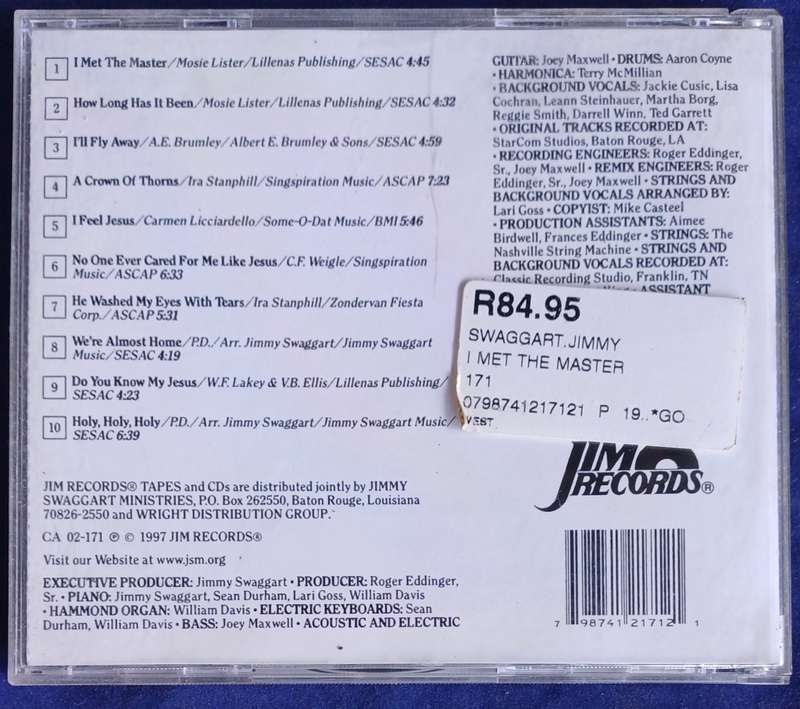 1 I Met The Master/Mosie Lister/Lillenas Publishing/SESAC 4:45
2 How Long Has It Been/Mosie Lister/Lillenas Publishing/SESAC 4:32
3 I'll Fly Away/A.E. Brumley/Albert E. Brumley & Sons/SESAC 4:59
4 A Crown Of Thorns/Ira Stanphill/Singspiration Music/ASCAP 7:23
5 I Feel Jesus/Carmen Licciardello/Some-O-Dat Music/BMI 5:46
6 No One Ever Cared For Me Like Jesus/C.F. Weigle/Singspiration
Music/ASCAP 6:33
7 He Washed My Eyes With Tears/Ira Stanphill/Zondervan Fiesta
Corp./ASCAP 5:31
8 We're Almost Home/P.D./Arr. Jimmy Swaggart/Jimmy Swaggart
Music/SESAC 4:19
9 Do You Know My Jesus/W.F. Lakey & V.B. Ellis/Lillenas Publishing/
SESAC 4:23
10 Holy, Holy, Holy/P.D./Arr. Jimmy Swaggart/Jimmy Swaggart Music/
SESAC 6:39
JIM RECORDS® TAPES and CDs are distributed jointly by JIMMY
SWAGGART MINISTRIES, P.O. Box 262550, Baton Rouge, Louisiana
70826-2550 and WRIGHT DISTRIBUTION GROUP.
CA 02-171 ℗ © 1997 JIM RECORDS®
Visit our Website at www.jsm.org
EXECUTIVE PRODUCER: Jimmy Swaggart • PRODUCER: Roger Eddinger,
Sr. • PIANO: Jimmy Swaggart, Sean Durham, Lari Goss, William Davis
• HAMMOND ORGAN: William Davis • ELECTRIC KEYBOARDS: Sean
Durham, William Davis • BASS: Joey Maxwell • ACOUSTIC AND ELECTRIC
GUITAR: Joey Maxwell • DRUMS: Aaron Coyne
• HARMONICA: Terry McMillian
• BACKGROUND VOCALS: Jackie Cusic, Lisa
Cochran, Leann Steinhauer, Martha Borg,
Reggie Smith, Darrell Winn, Ted Garrett
• ORIGINAL TRACKS RECORDED AT:
StarCom Studios, Baton Rouge, LA
• RECORDING ENGINEERS: Roger Eddinger,
Sr., Joey Maxwell • REMIX ENGINEERS: Roger
Eddinger, Sr., Joey Maxwell • STRINGS AND
BACKGROUND VOCALS ARRANGED BY:
Lari Goss • COPYIST: Mike Casteel
• PRODUCTION ASSISTANTS: Aimee
Birdwell, Frances Eddinger • STRINGS: The
Nashville String Machine • STRINGS AND
BACKGROUND VOCALS RECORDED AT:
Classic Recording Studio, Franklin, TN
ASSISTANT
R84.95
SWAGGART.JIMMY
I MET THE MASTER
171
0798741217121 P 19..*GO
VEST
JIM RECORDS®
7 98741 21712 1